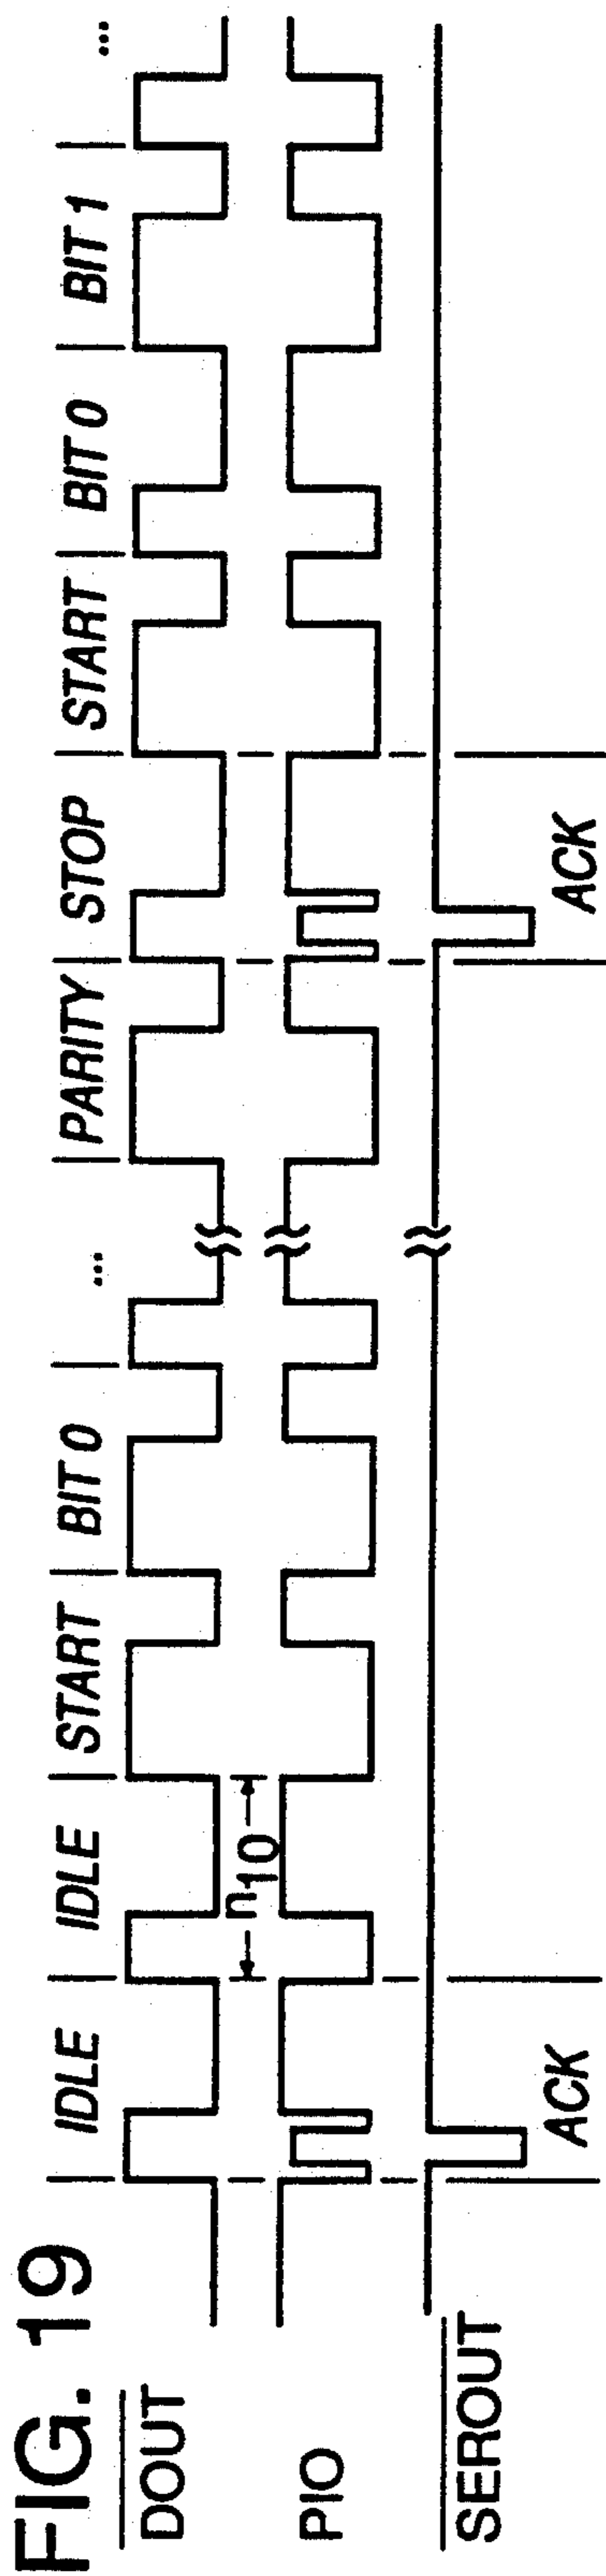 FIG. 19
IDLE | IDLE | START | BIT 0 | ... | PARITY | STOP | START | BIT 0 | BIT 1 | ...
DOUT
n10
PIO
SEROUT
ACK ACK